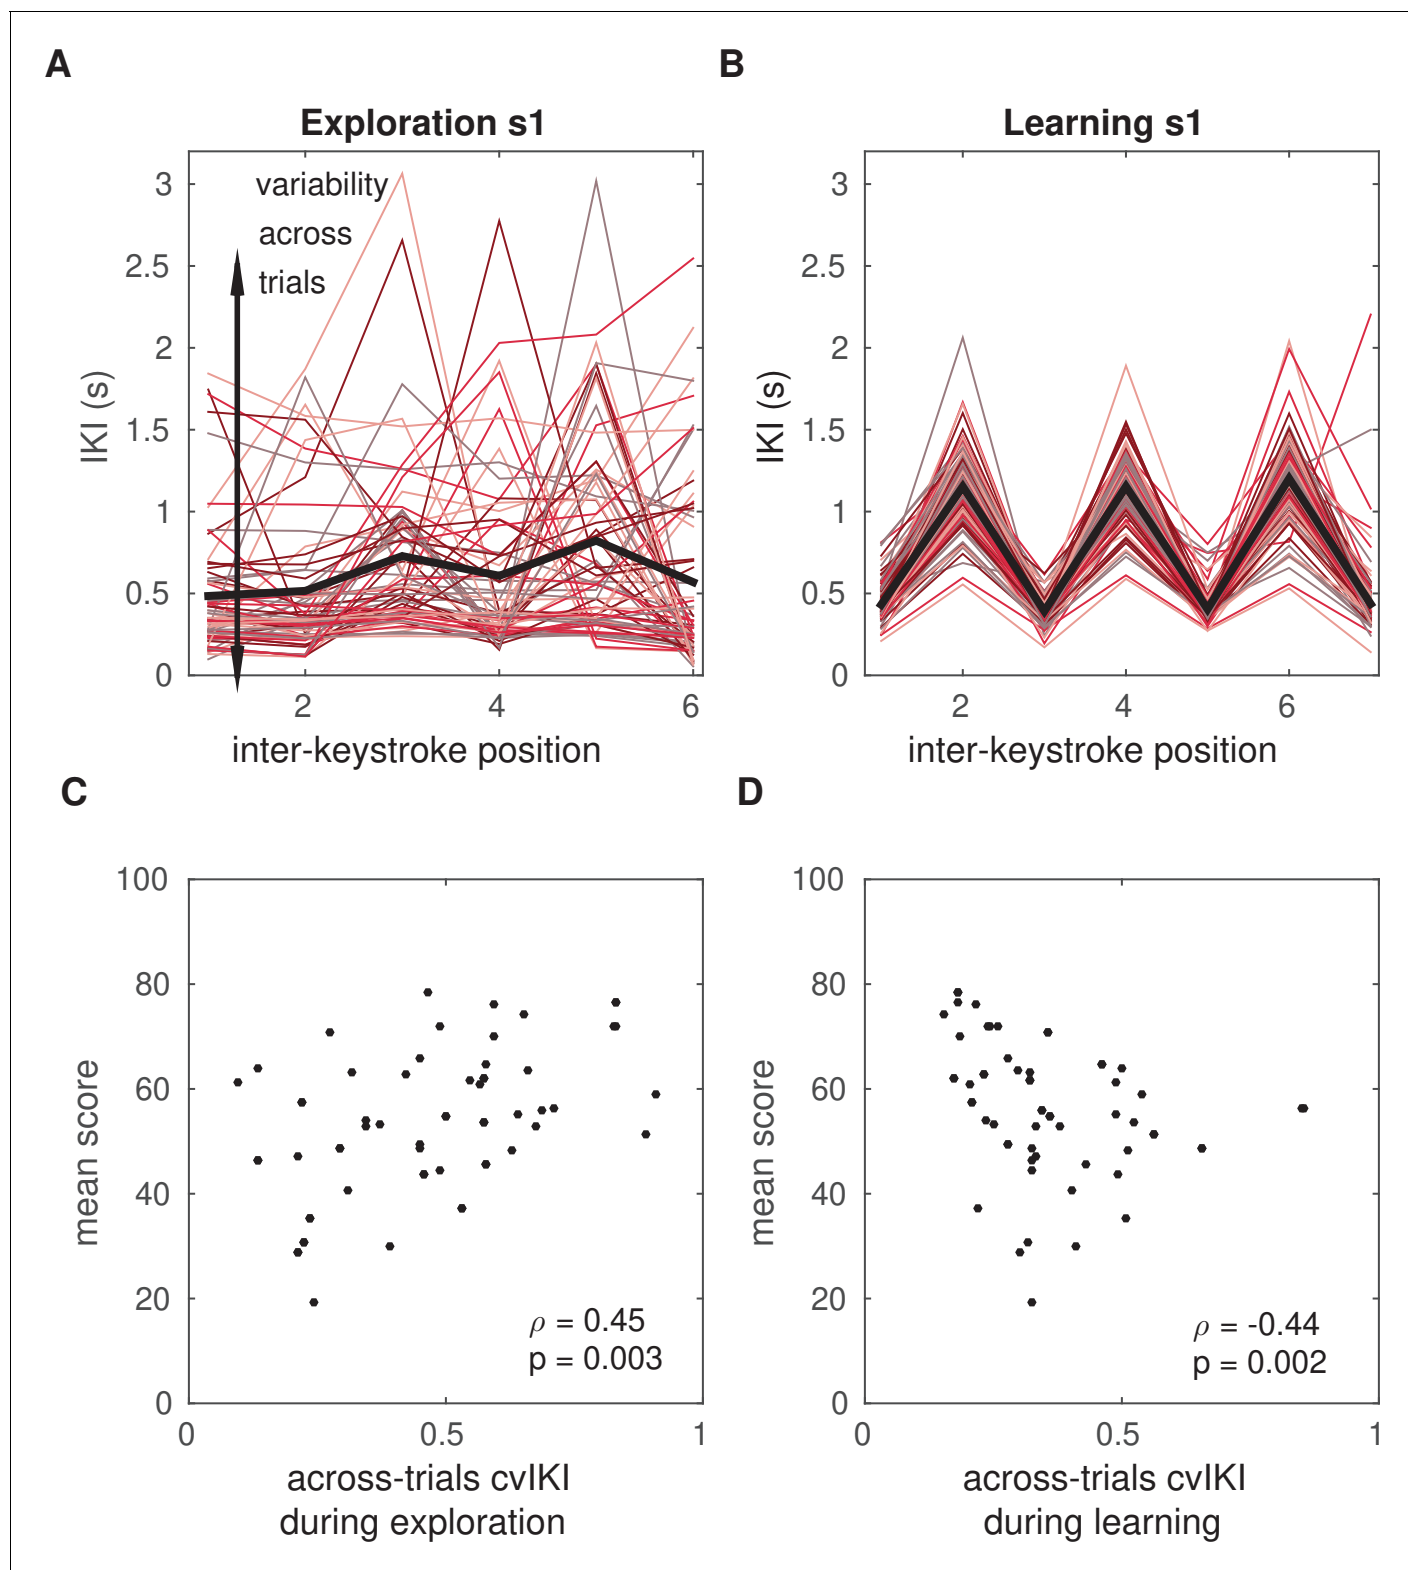 A
Exploration s1
variability
across
trials
3
2.5
2
1.5
1
0.5
0
IKI (s)
2
4
6
inter-keystroke position
B
Learning s1
3
2.5
2
1.5
1
0.5
0
IKI (s)
2
4
6
inter-keystroke position
C
100
80
60
40
20
0
mean score
ρ = 0.45
p = 0.003
0
0.5
1
across-trials cvIKI
during exploration
D
100
80
60
40
20
0
mean score
ρ = -0.44
p = 0.002
0
0.5
1
across-trials cvIKI
during learning